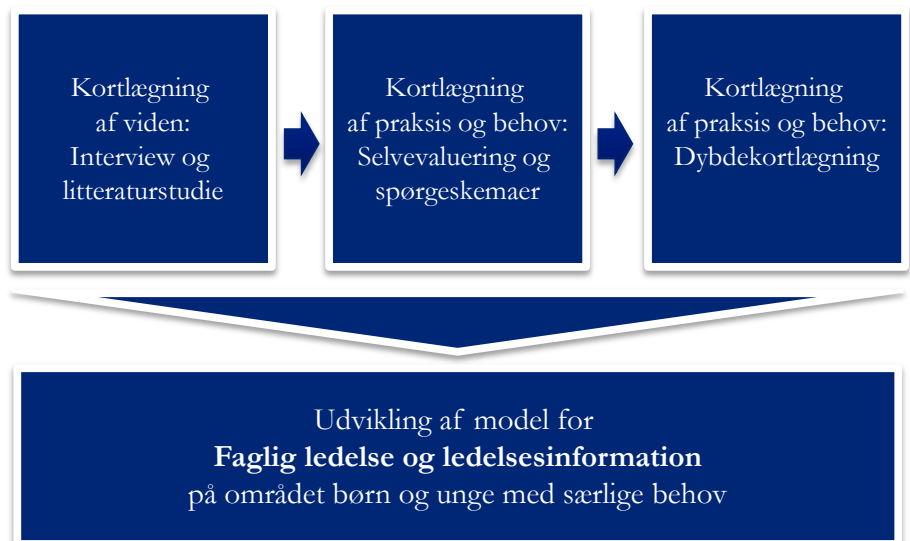 Kortlægning
af viden:
Interview og
litteraturstudie
Kortlægning
af praksis og behov:
Selvevaluering og
spørgeskemaer
Kortlægning
af praksis og behov:
Dybdekortlægning
Udvikling af model for
Faglig ledelse og ledelsesinformation
på området børn og unge med særlige behov